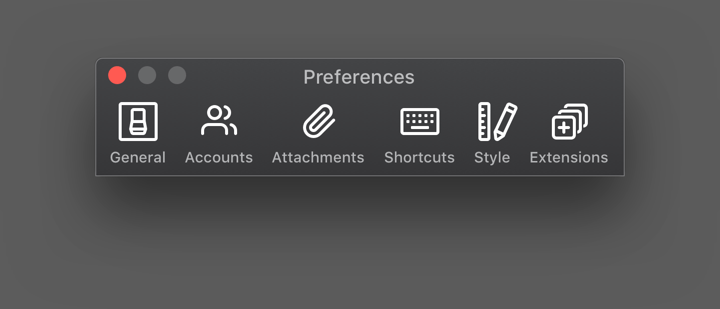 Preferences
General Accounts Attachments Shortcuts Style Extensions